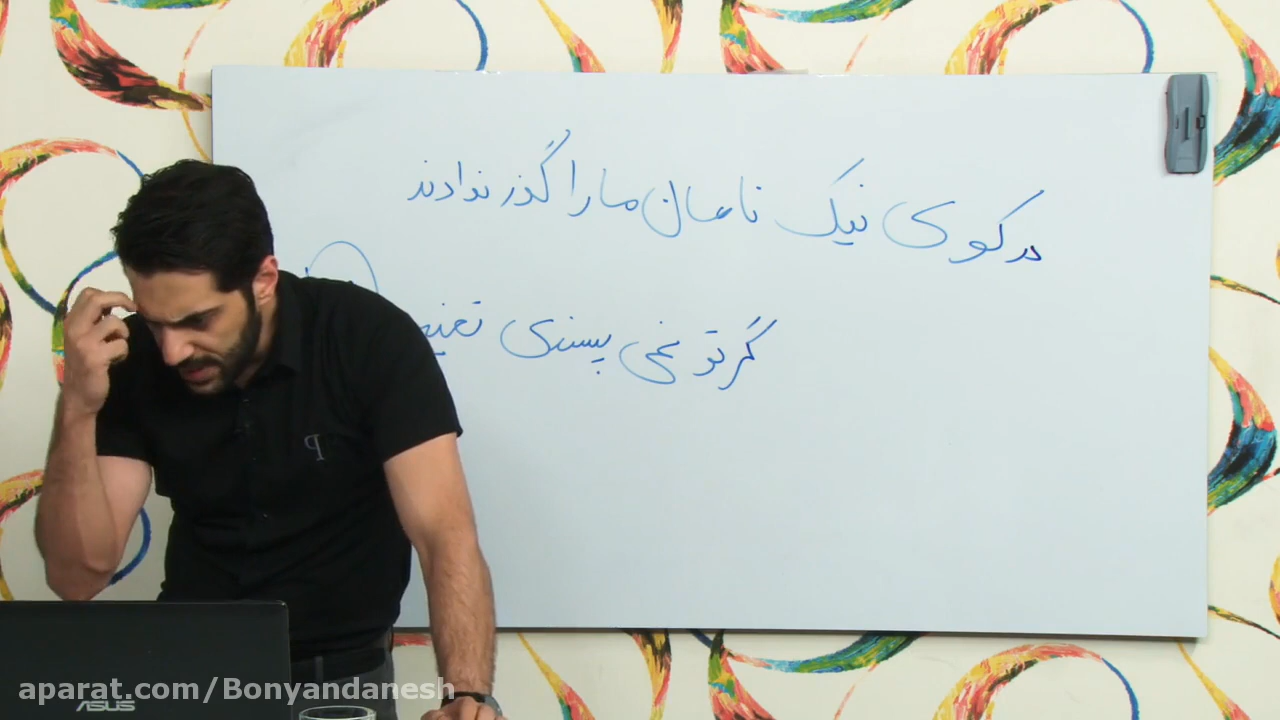 در کوی نیک نامان ما را گذر ندادند
گر تو نمی پسندی
aparat.com/Bonyandanesh
ASUS